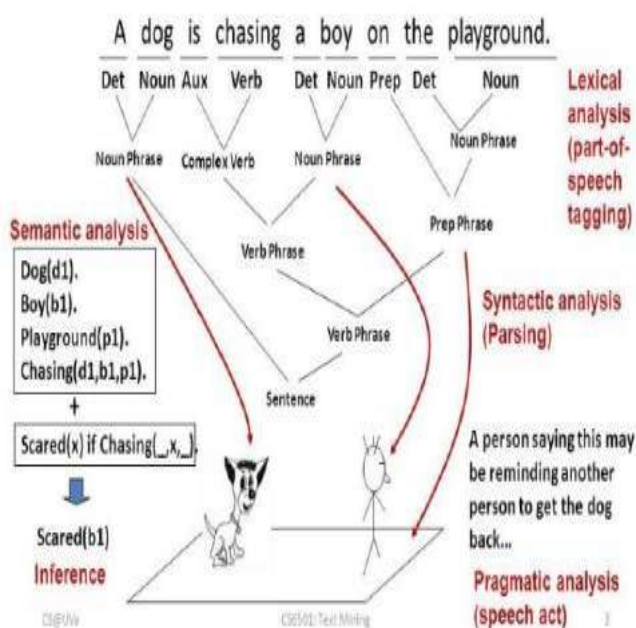 A dog is chasing a boy on the playground.
Det Noun Aux Verb Det Noun Prep Det Noun
Lexical
analysis
(part-of-
speech
tagging)
Noun Phrase Complex Verb Noun Phrase Noun Phrase
Prep Phrase
Verb Phrase
Semantic analysis
Dog(d1).
Boy(b1).
Playground(p1).
Chasing(d1,b1,p1).
+
Scared(x) if Chasing(_,x,_).
Scared(b1)
Inference
Syntactic analysis
(Parsing)
Verb Phrase
Sentence
A person saying this may
be reminding another
person to get the dog
back...
Pragmatic analysis
(speech act)
CS@UVa CS6501: Text Mining 3